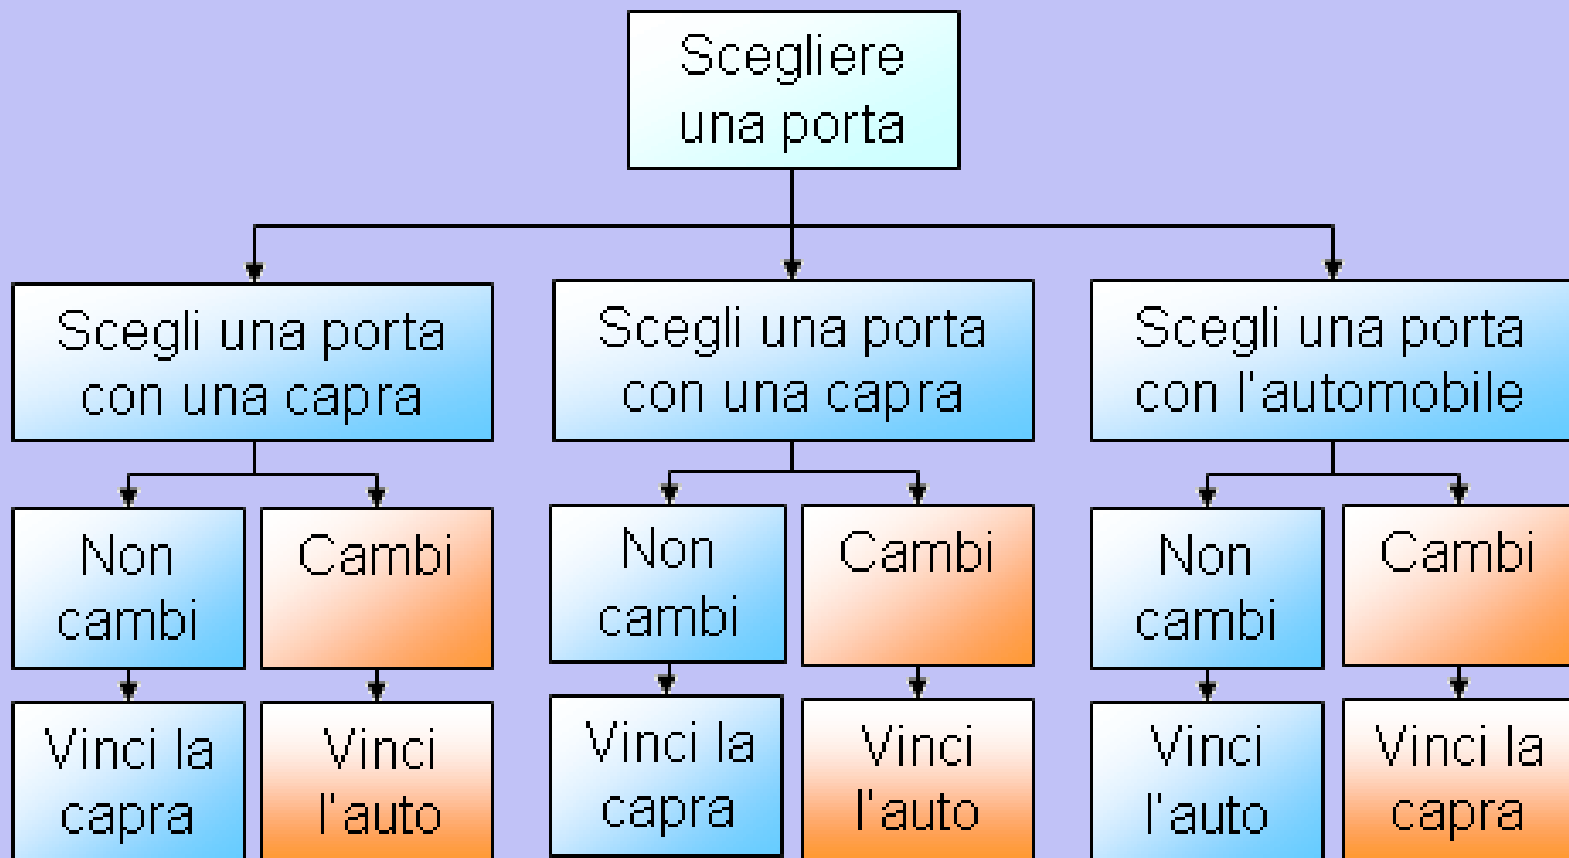 Scegliere
una porta
Scegli una porta
con una capra
Scegli una porta
con una capra
Scegli una porta
con l'automobile
Non
cambi
Cambi
Non
cambi
Cambi
Non
cambi
Cambi
Vinci la
capra
Vinci
l'auto
Vinci la
capra
Vinci
l'auto
Vinci
l'auto
Vinci la
capra